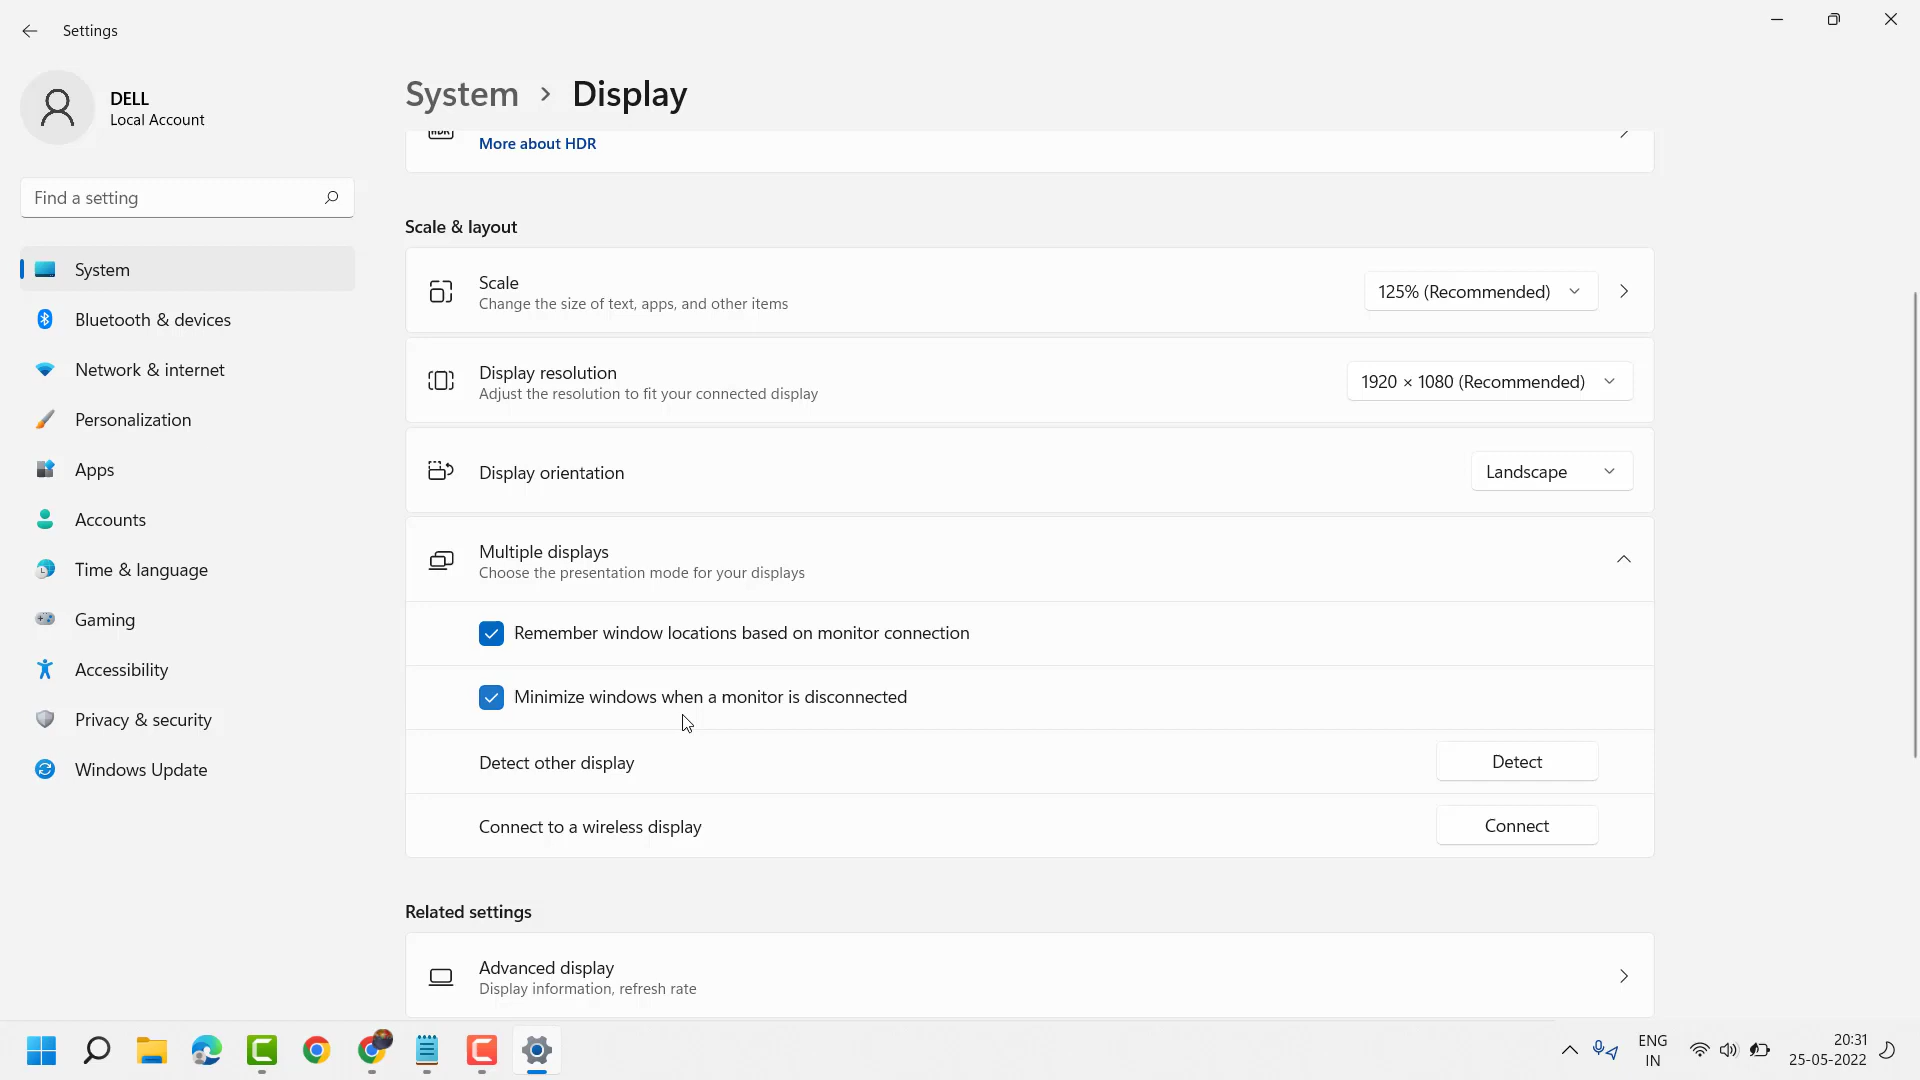 Settings
DELL
Local Account
Find a setting
System
Bluetooth & devices
Network & internet
Personalization
Apps
Accounts
Time & language
Gaming
Accessibility
Privacy & security
Windows Update
System > Display
HDR
More about HDR
Scale & layout
Scale
Change the size of text, apps, and other items
125% (Recommended)
Display resolution
Adjust the resolution to fit your connected display
1920 × 1080 (Recommended)
Display orientation
Landscape
Multiple displays
Choose the presentation mode for your displays
Remember window locations based on monitor connection
Minimize windows when a monitor is disconnected
Detect other display
Detect
Connect to a wireless display
Connect
Related settings
Advanced display
Display information, refresh rate
ENG
IN
20:31
25-05-2022